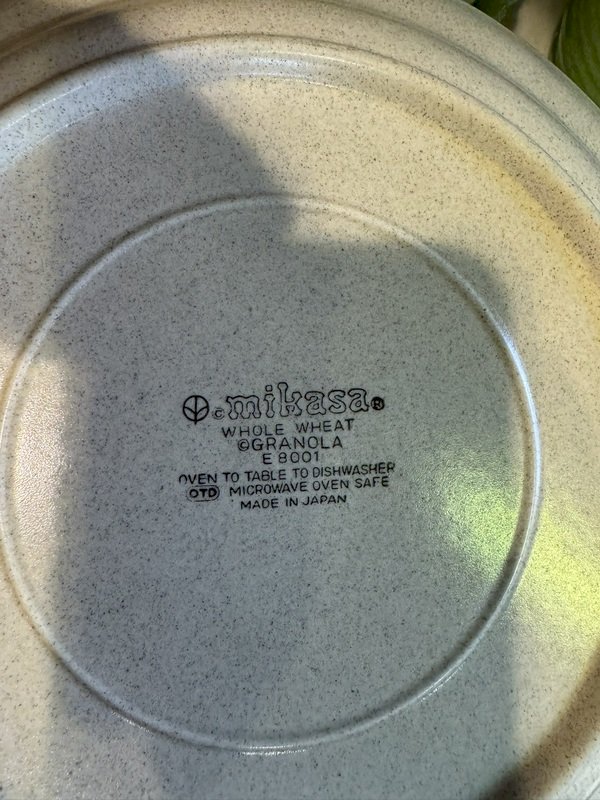 © mikasa®
WHOLE WHEAT
©GRANOLA
E 8001
OVEN TO TABLE TO DISHWASHER
OTD MICROWAVE OVEN SAFE
MADE IN JAPAN